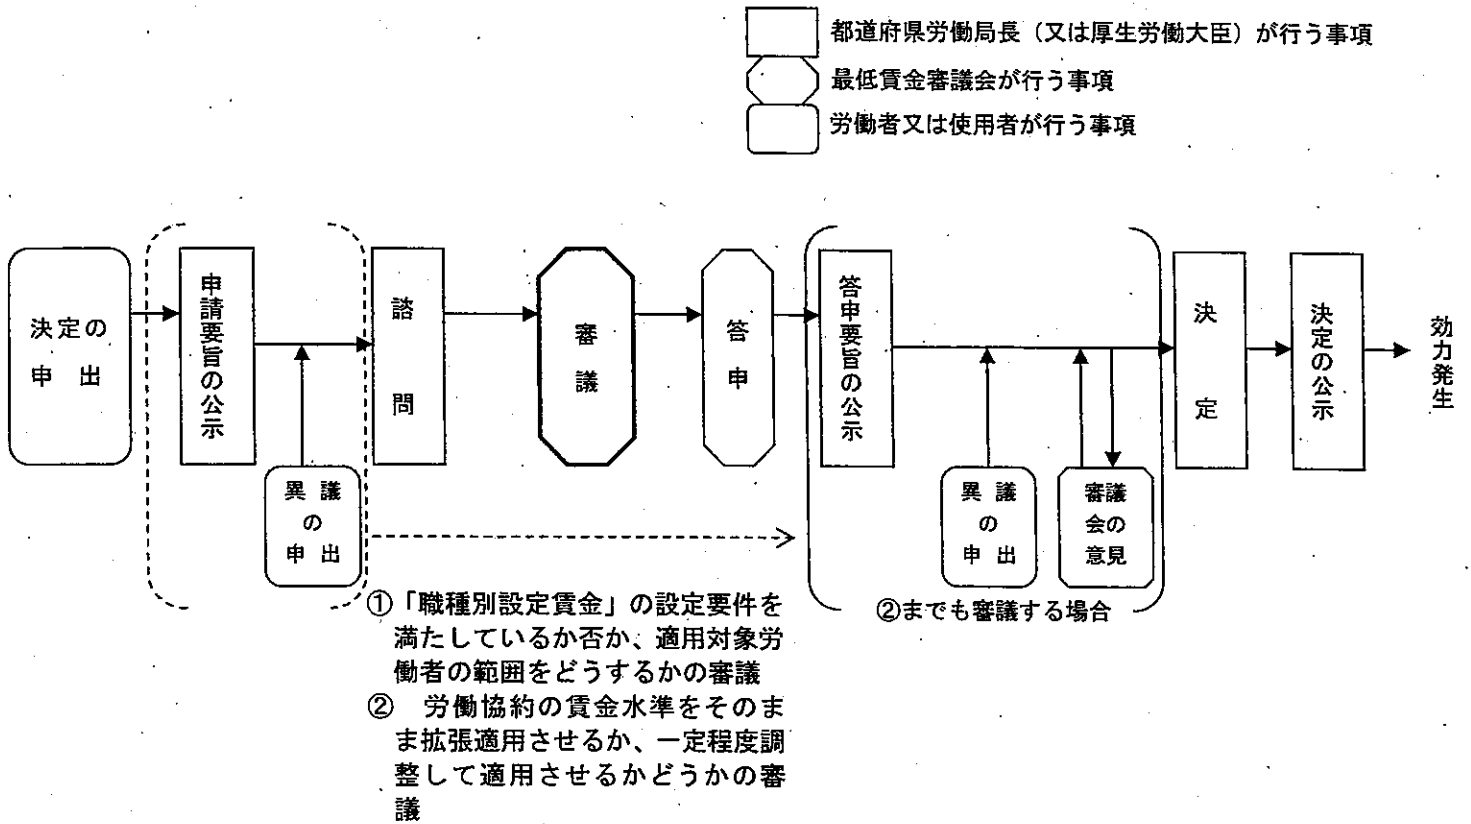 都道府県労働局長（又は厚生労働大臣）が行う事項
最低賃金審議会が行う事項
労働者又は使用者が行う事項
決定の
申出
申請要旨の公示
異議
の
申出
諮問
審議
答申
答申要旨の公示
異議
の
申出
審議
会の
意見
決定
決定の公示
効力発生
①「職種別設定賃金」の設定要件を
満たしているか否か、適用対象労
働者の範囲をどうするかの審議
②　労働協約の賃金水準をそのま
ま拡張適用させるか、一定程度調
整して適用させるかどうかの審
議
②までも審議する場合